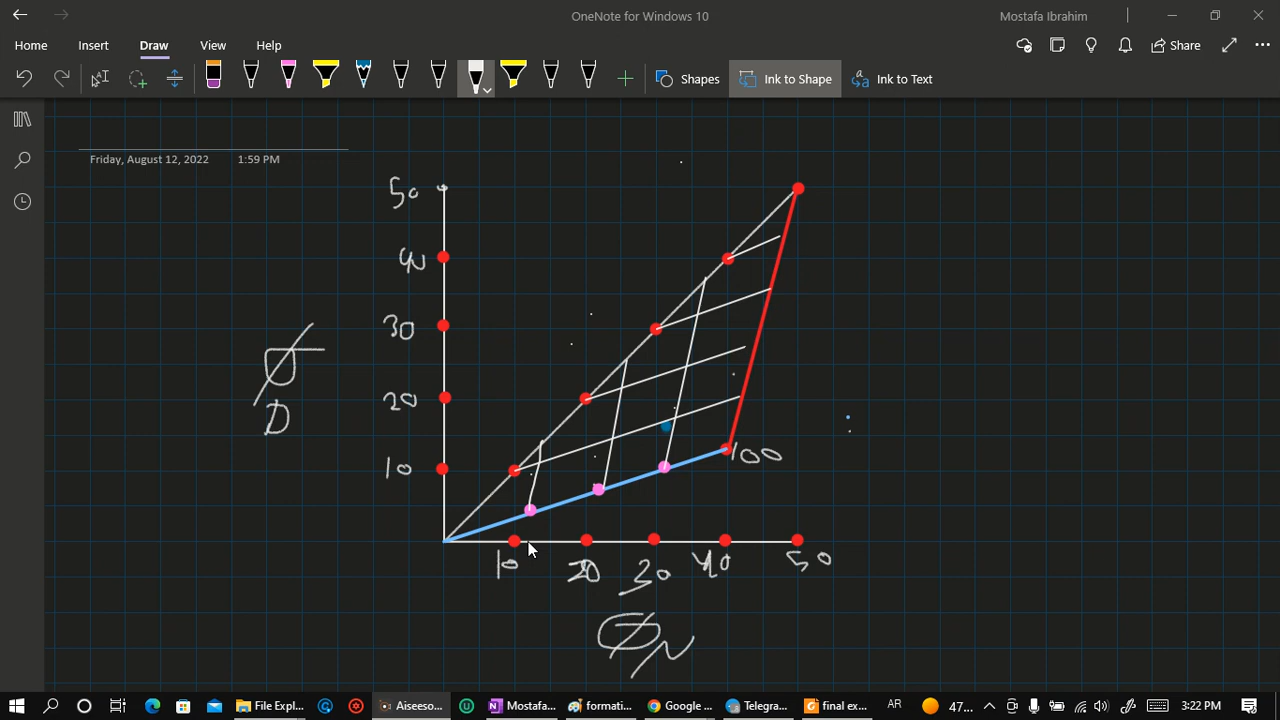 OneNote for Windows 10
Mostafa Ibrahim
Home Insert Draw View Help
Share
Shapes Ink to Shape Ink to Text
Friday, August 12, 2022 1:59 PM
50
40
30
20
10
D
100
10 20 30 40 50
N
File Expl...
Aiseeso...
Mostafa...
formati...
Google ...
Telegra...
final ex...
AR
47...
3:22 PM